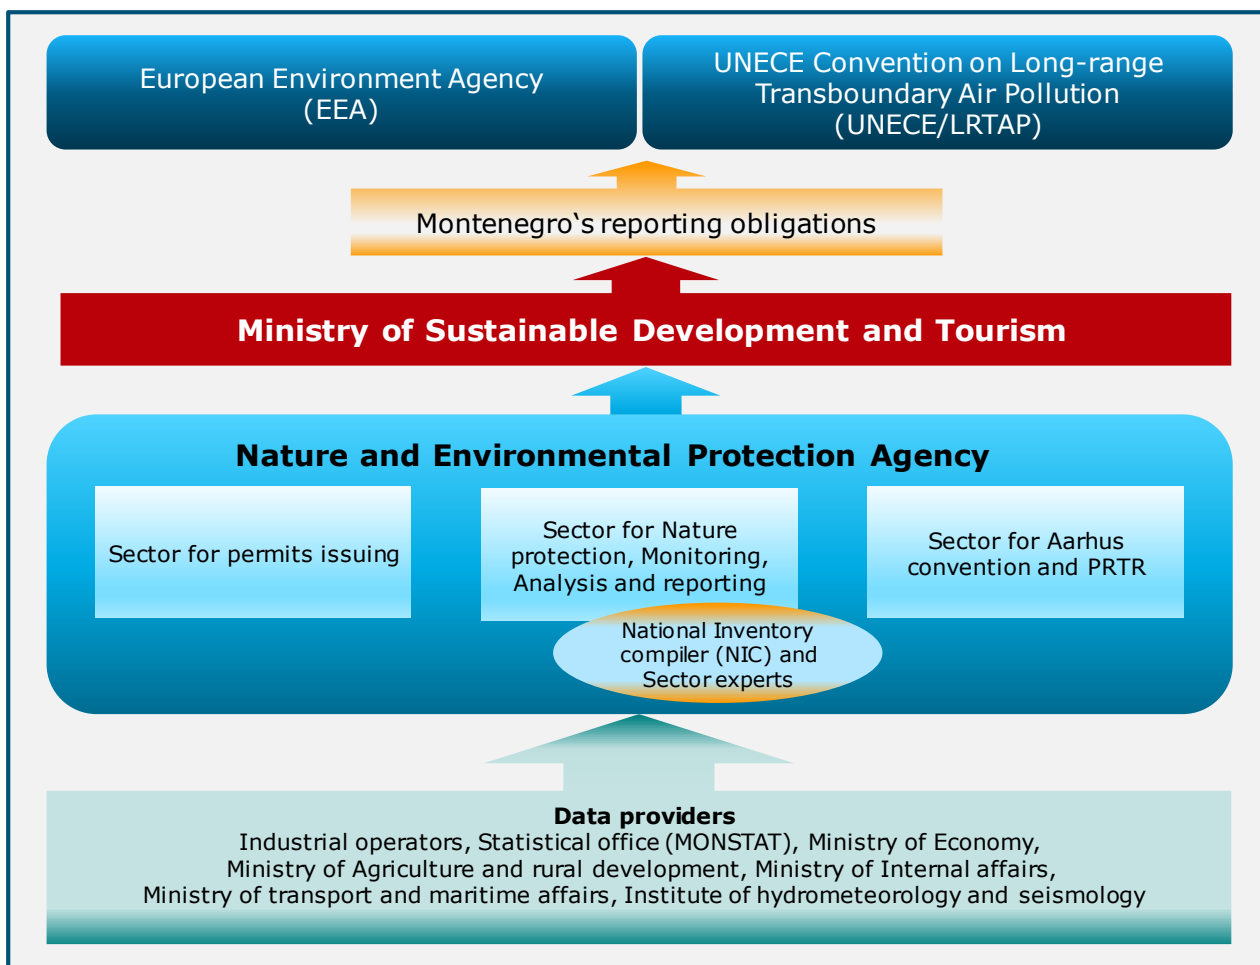 European Environment Agency
(EEA)
UNECE Convention on Long-range
Transboundary Air Pollution
(UNECE/LRTAP)
Montenegro‘s reporting obligations
Ministry of Sustainable Development and Tourism
Nature and Environmental Protection Agency
Sector for permits issuing
Sector for Nature
protection, Monitoring,
Analysis and reporting
Sector for Aarhus
convention and PRTR
National Inventory
compiler (NIC) and
Sector experts
Data providers
Industrial operators, Statistical office (MONSTAT), Ministry of Economy,
Ministry of Agriculture and rural development, Ministry of Internal affairs,
Ministry of transport and maritime affairs, Institute of hydrometeorology and seismology